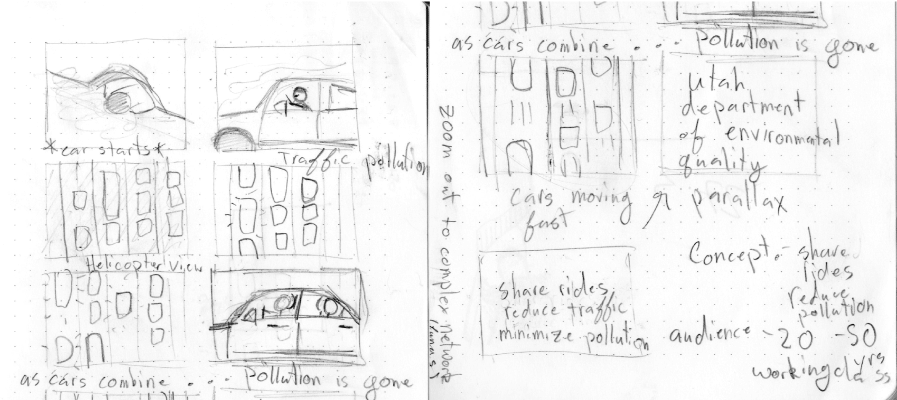 *car starts*
Traffic pollution
Helicopter View
as cars combine . . . pollution is gone
zoom out to complex network
as cars combine . . . pollution is gone
Utah
department
of environmental
quality
Cars moving
fast
parallax
share rides
reduce traffic
minimize pollution
Concept - share
rides
reduce
pollution
audience - 20 - 50
yrs
working class